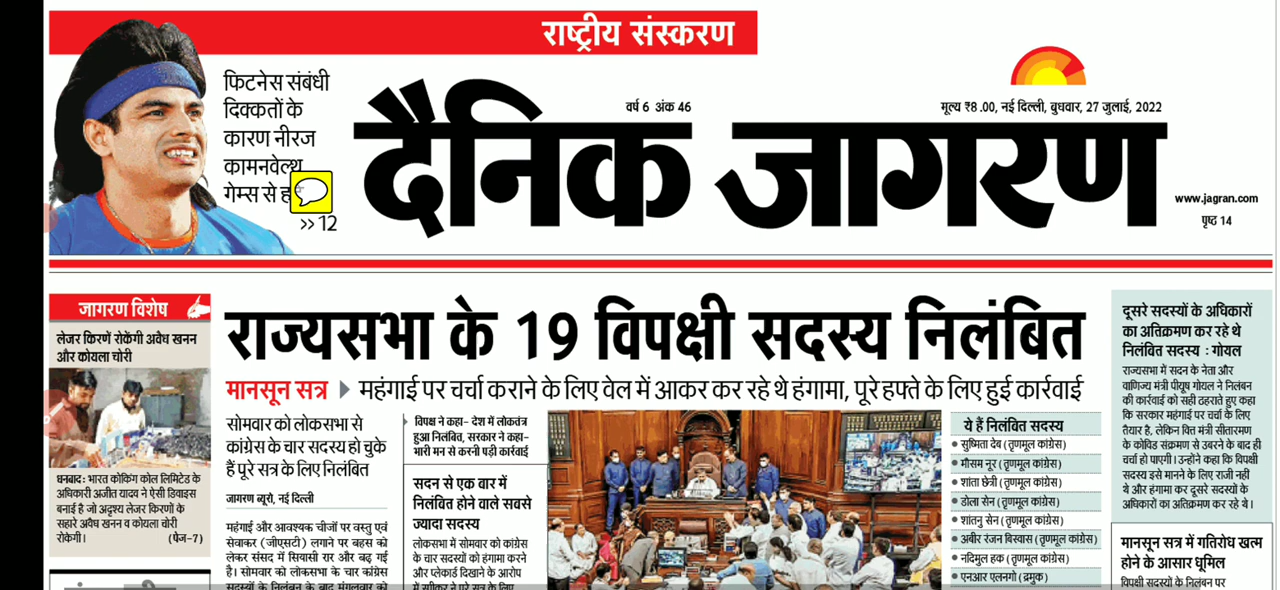 राष्ट्रीय संस्करण
फिटनेस संबंधी
दिक्कतों के
कारण नीरज
कामनवेल्थ
गेम्स से
>> 12
वर्ष 6 अंक 46
मूल्य ₹8.00, नई दिल्ली, बुधवार, 27 जुलाई, 2022
दैनिक जागरण
www.jagran.com
पृष्ठ 14
जागरण विशेष
लेजर किरणें रोकेंगी अवैध खनन
और कोयला चोरी
धनबाद: भारत कोकिंग कोल लिमिटेड के
अधिकारी अजीत यादव ने ऐसी डिवाइस
बनाई है जो अदृश्य लेजर किरणों के
सहारे अवैध खनन व कोयला चोरी
रोकेगी। (पेज-7)
राज्यसभा के 19 विपक्षी सदस्य निलंबित
मानसून सत्र महंगाई पर चर्चा कराने के लिए वेल में आकर कर रहे थे हंगामा, पूरे हफ्ते के लिए हुई कार्रवाई
सोमवार को लोकसभा से
कांग्रेस के चार सदस्य हो चुके
हैं पूरे सत्र के लिए निलंबित
जागरण ब्यूरो, नई दिल्ली
महंगाई और आवश्यक चीजों पर वस्तु एवं
सेवाकर (जीएसटी) लगाने पर बहस को
लेकर संसद में सियासी रार और बढ़ गई
है। सोमवार को लोकसभा के चार कांग्रेस
सदस्यों के निलंबन के बाद मंगलवार को
विपक्ष ने कहा- देश में लोकतंत्र
हुआ निलंबित, सरकार ने कहा-
भारी मन से करनी पड़ी कार्रवाई
सदन से एक बार में
निलंबित होने वाले सबसे
ज्यादा सदस्य
लोकसभा में सोमवार को कांग्रेस
के चार सदस्यों को हंगामा करने
और प्लेकार्ड दिखाने के आरोप
में स्पीकर ने पूरे सत्र के लिए
ये हैं निलंबित सदस्य
• सुष्मिता देब (तृणमूल कांग्रेस)
• मौसम नूर (तृणमूल कांग्रेस)
• शांता छेत्री (तृणमूल कांग्रेस)
• डोला सेन (तृणमूल कांग्रेस)
• शांतनु सेन (तृणमूल कांग्रेस)
• अबीर रंजन बिस्वास (तृणमूल कांग्रेस)
• नदिमुल हक (तृणमूल कांग्रेस)
• एनआर एलनगो (द्रमुक)
दूसरे सदस्यों के अधिकारों
का अतिक्रमण कर रहे थे
निलंबित सदस्य : गोयल
राज्यसभा में सदन के नेता और
वाणिज्य मंत्री पीयूष गोयल ने निलंबन
की कार्रवाई को सही ठहराते हुए कहा
कि सरकार महंगाई पर चर्चा के लिए
तैयार है, लेकिन वित्त मंत्री सीतारमण
के कोविड संक्रमण से उबरने के बाद ही
चर्चा हो पाएगी। उन्होंने कहा कि विपक्षी
सदस्य इसे मानने के लिए राजी नहीं
थे और हंगामा कर दूसरे सदस्यों के
अधिकारों का अतिक्रमण कर रहे थे।
मानसून सत्र में गतिरोध खत्म
होने के आसार धूमिल
विपक्षी सदस्यों के निलंबन पर